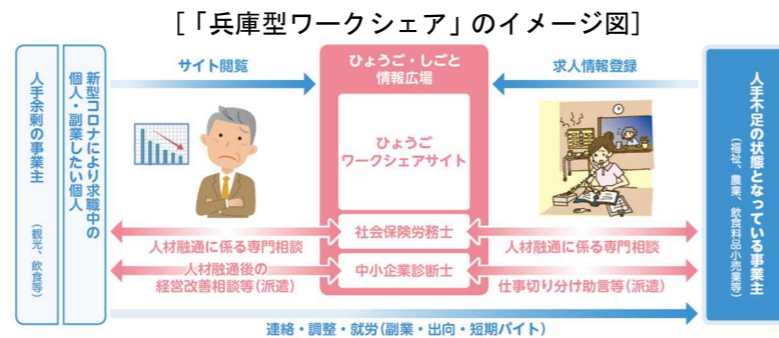 ［「兵庫型ワークシェア」のイメージ図］
人手余剰の事業主
（観光、飲食等）
新型コロナにより求職中の
個人・副業したい個人
サイト閲覧
ひょうご・しごと
情報広場
ひょうご
ワークシェアサイト
求人情報登録
人手不足の状態となっている事業主
（福祉、農業、飲食料品小売業等）
人材融通に係る専門相談
社会保険労務士
人材融通に係る専門相談
人材融通後の
経営改善相談等(派遣)
中小企業診断士
仕事切り分け助言等(派遣)
連絡・調整・就労(副業・出向・短期バイト)